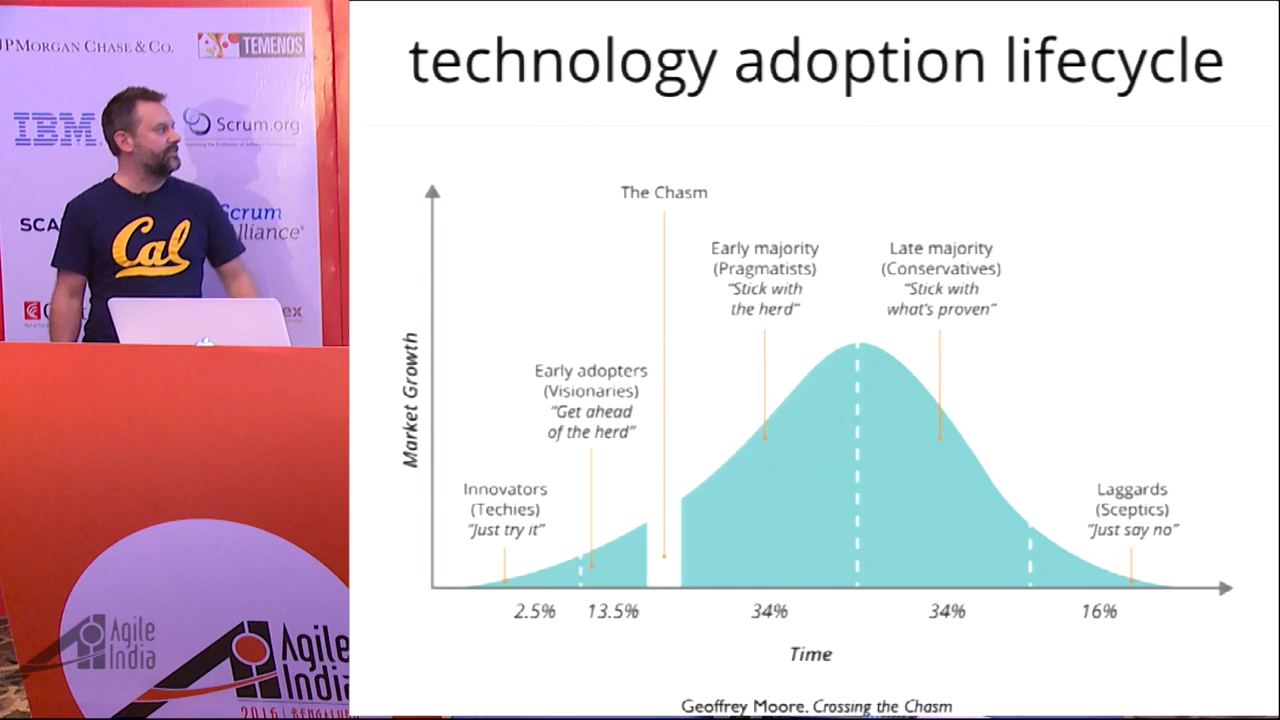 JPMORGAN CHASE & CO.
TEMENOS
IBM
Scrum.org
Scrum
Cal
Agile
India
Agile
India
2016 | BENGALURU
technology adoption lifecycle
The Chasm
Early majority
(Pragmatists)
"Stick with
the herd"
Late majority
(Conservatives)
"Stick with
what's proven"
Early adopters
(Visionaries)
"Get ahead
of the herd"
Innovators
(Techies)
"Just try it"
Laggards
(Sceptics)
"Just say no"
Market Growth
2.5%
13.5%
34%
34%
16%
Time
Geoffrey Moore, Crossing the Chasm